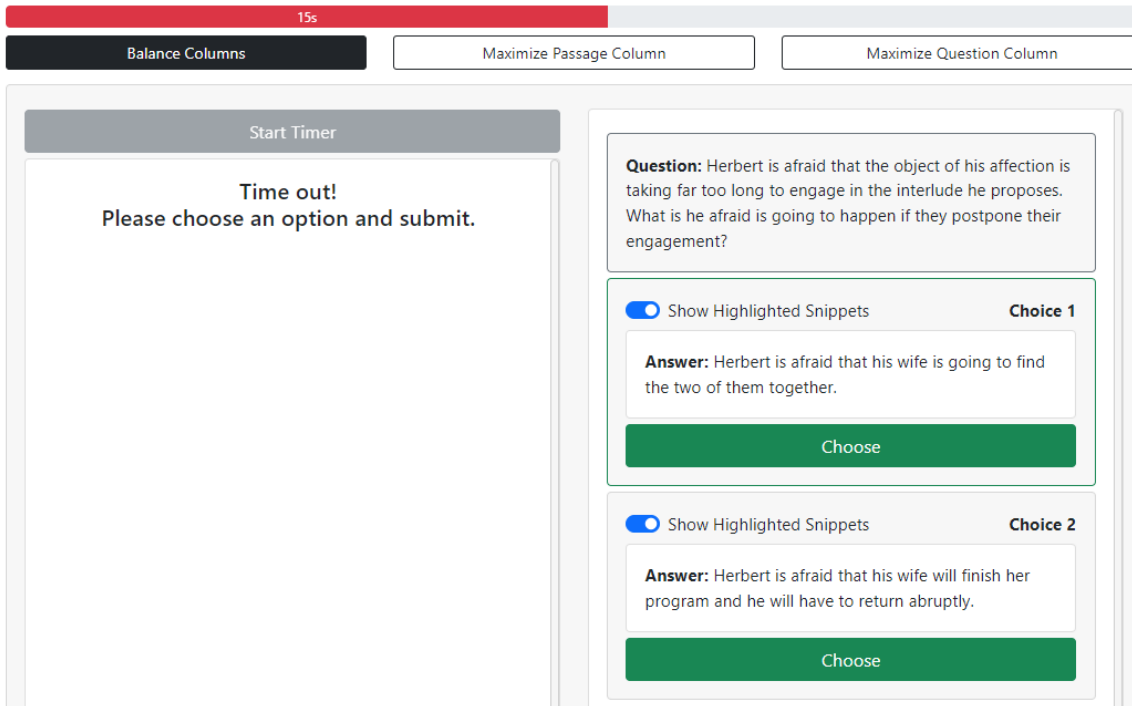 15s
Balance Columns
Maximize Passage Column
Maximize Question Column
Start Timer
Time out!
Please choose an option and submit.
Question: Herbert is afraid that the object of his affection is
taking far too long to engage in the interlude he proposes.
What is he afraid is going to happen if they postpone their
engagement?
Show Highlighted Snippets
Choice 1
Answer: Herbert is afraid that his wife is going to find
the two of them together.
Choose
Show Highlighted Snippets
Choice 2
Answer: Herbert is afraid that his wife will finish her
program and he will have to return abruptly.
Choose